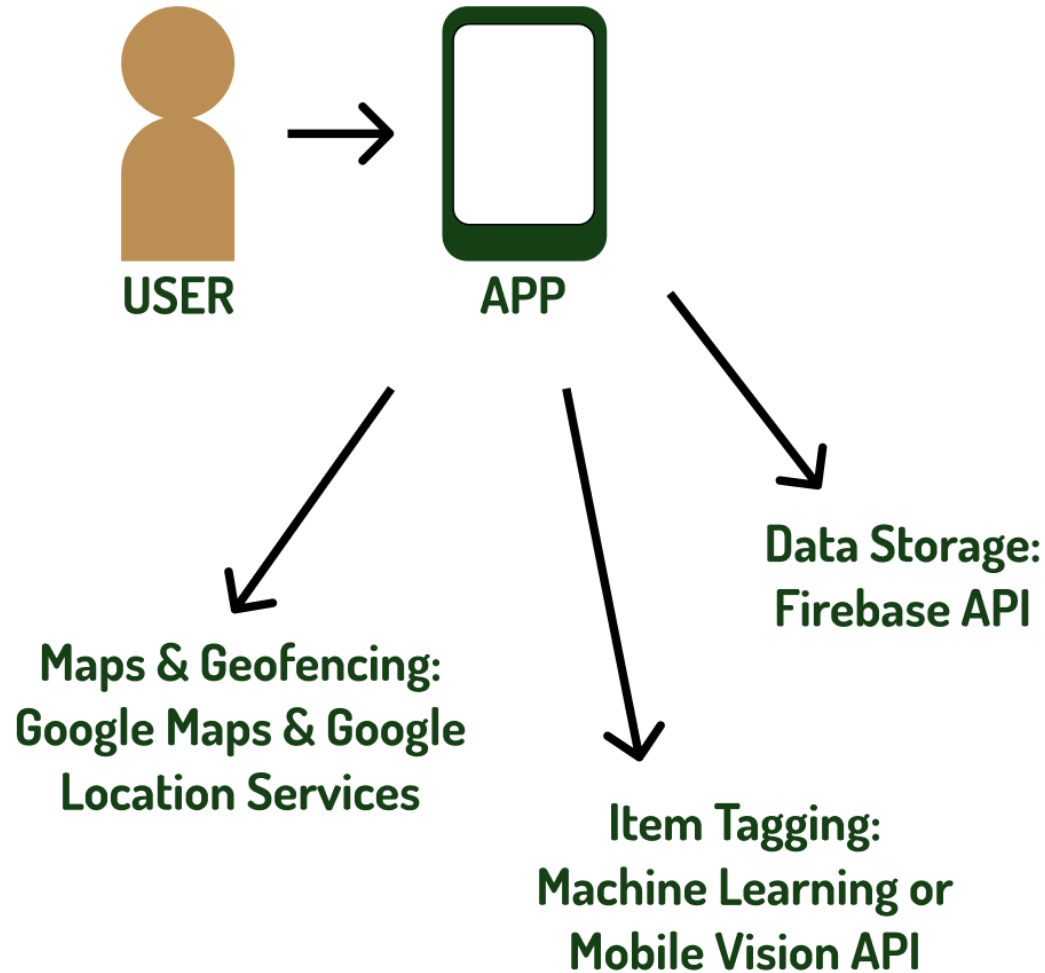 USER
APP
Data Storage:
Firebase API
Maps & Geofencing:
Google Maps & Google
Location Services
Item Tagging:
Machine Learning or
Mobile Vision API